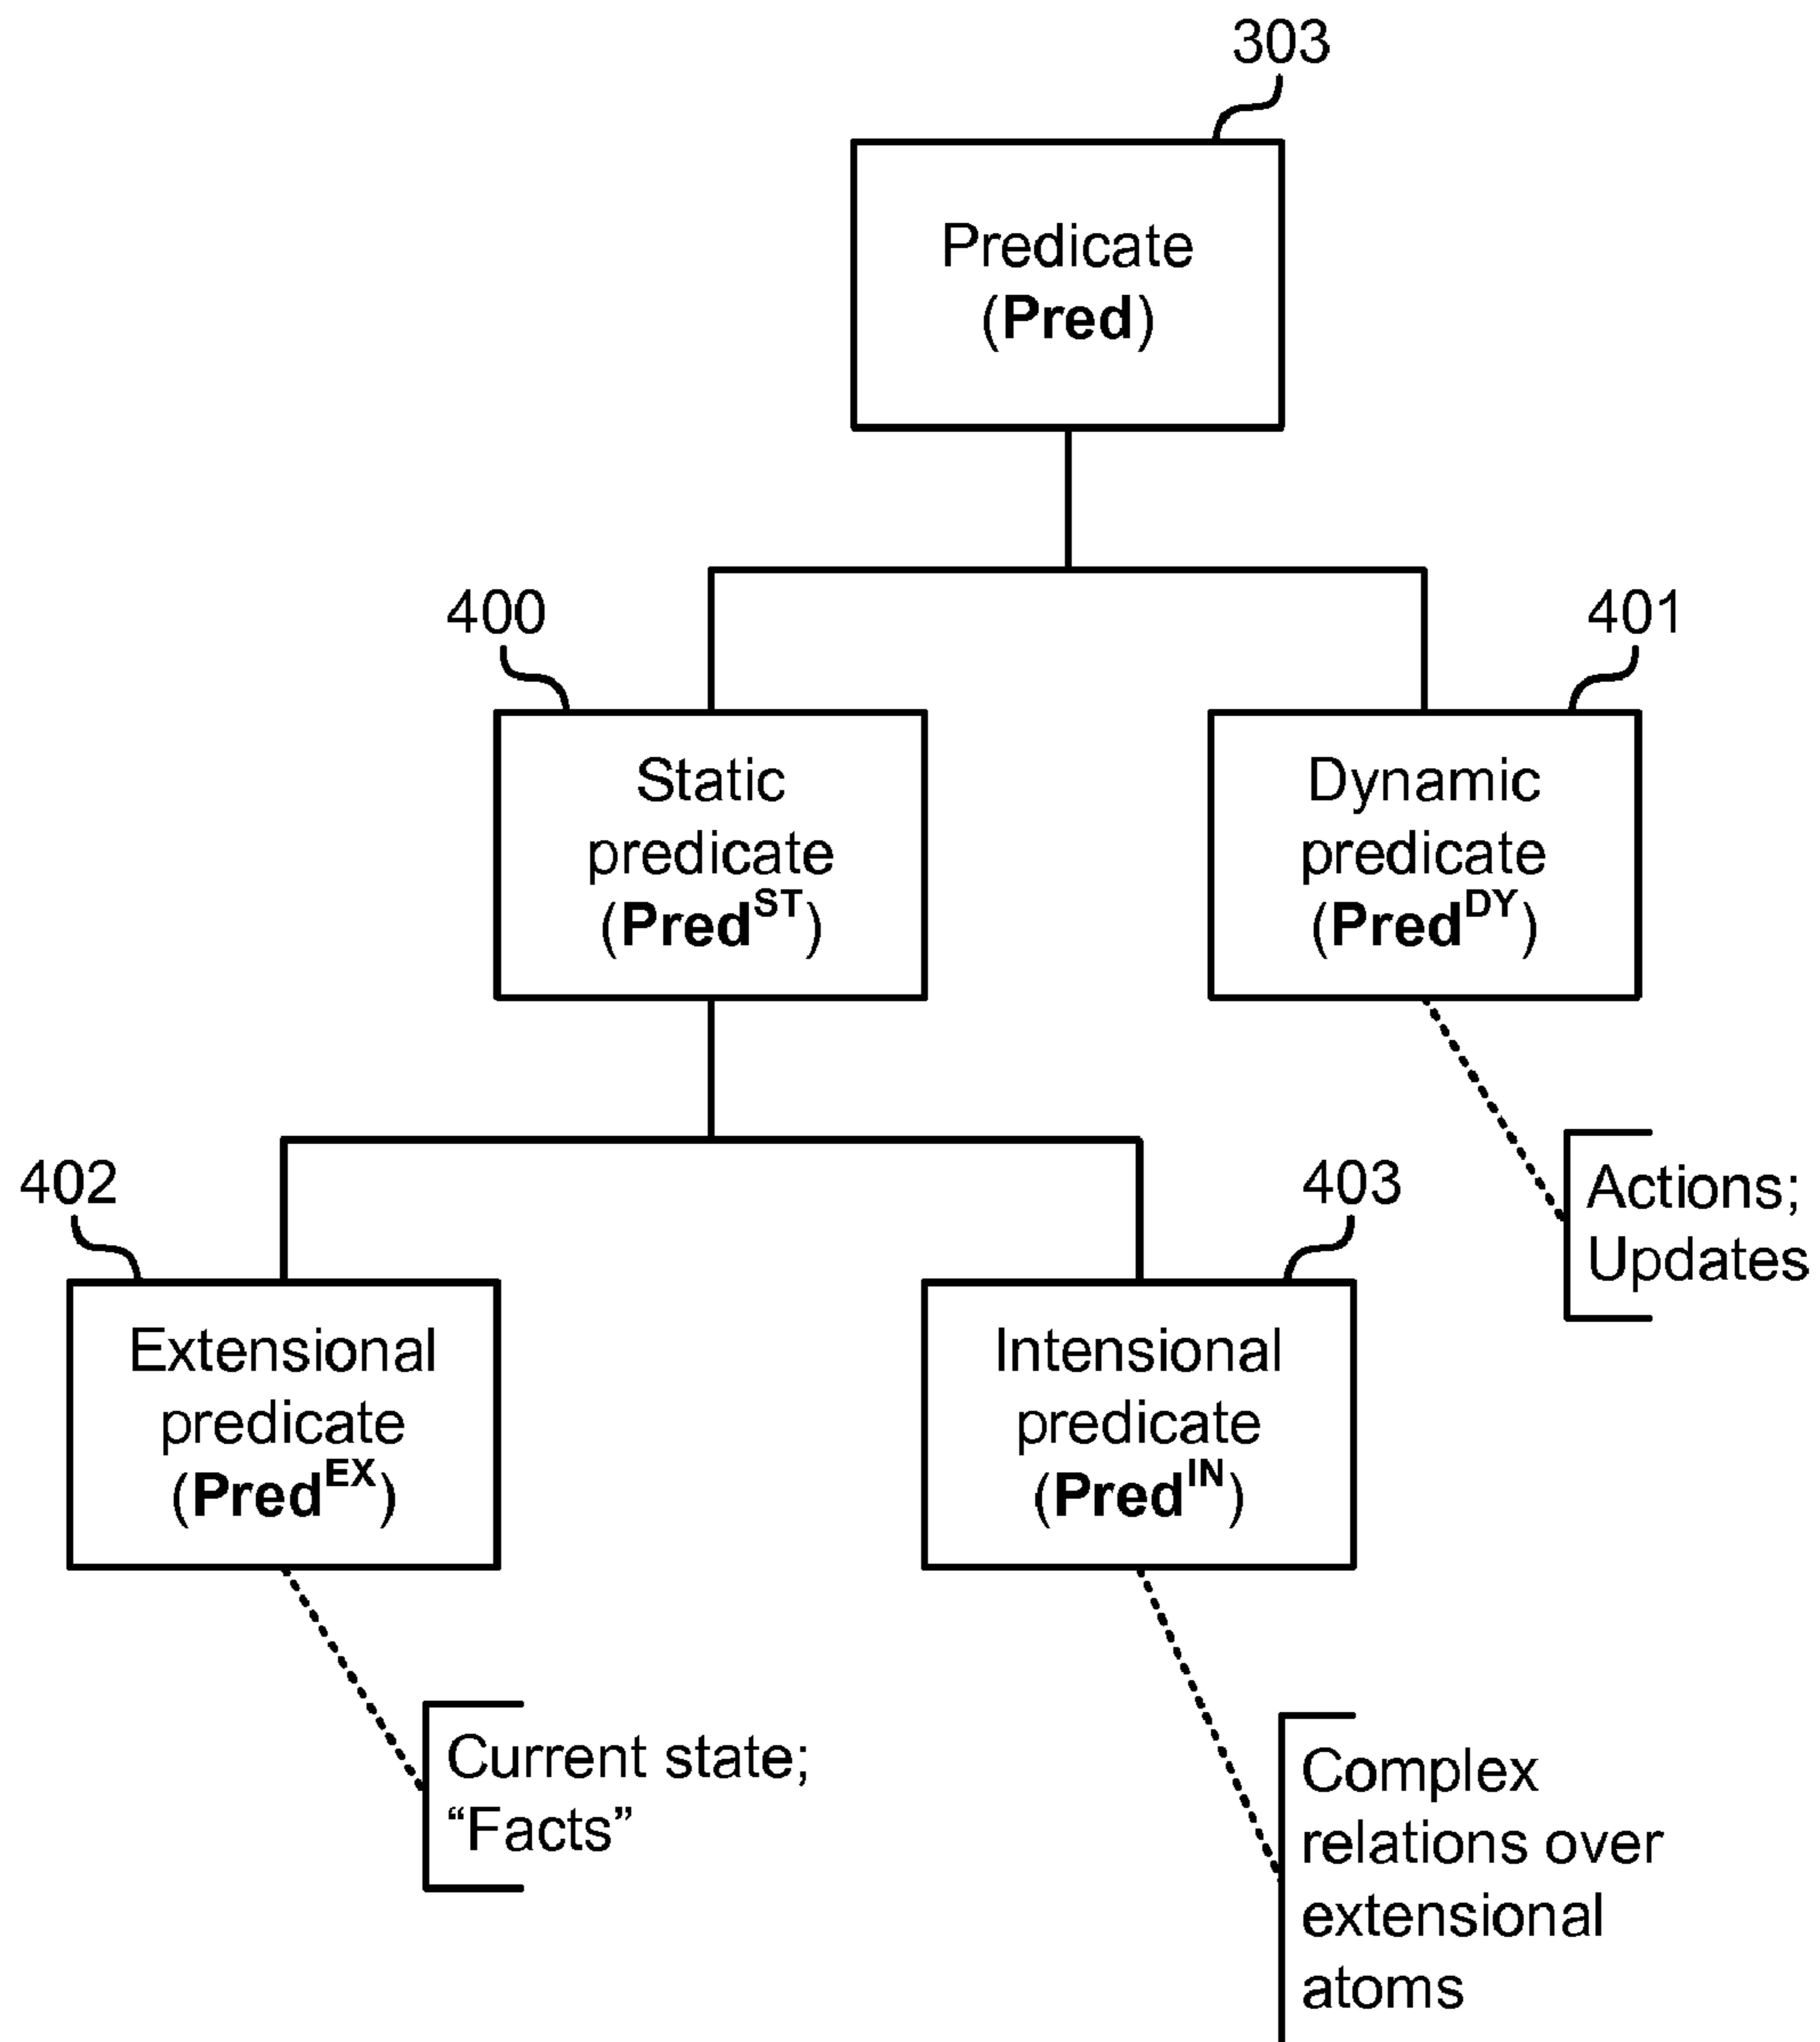 303
Predicate
(Pred)
400
401
Static
predicate
(Pred^ST)
Dynamic
predicate
(Pred^DY)
Actions;
Updates
402
403
Extensional
predicate
(Pred^EX)
Intensional
predicate
(Pred^IN)
Current state;
“Facts”
Complex
relations over
extensional
atoms